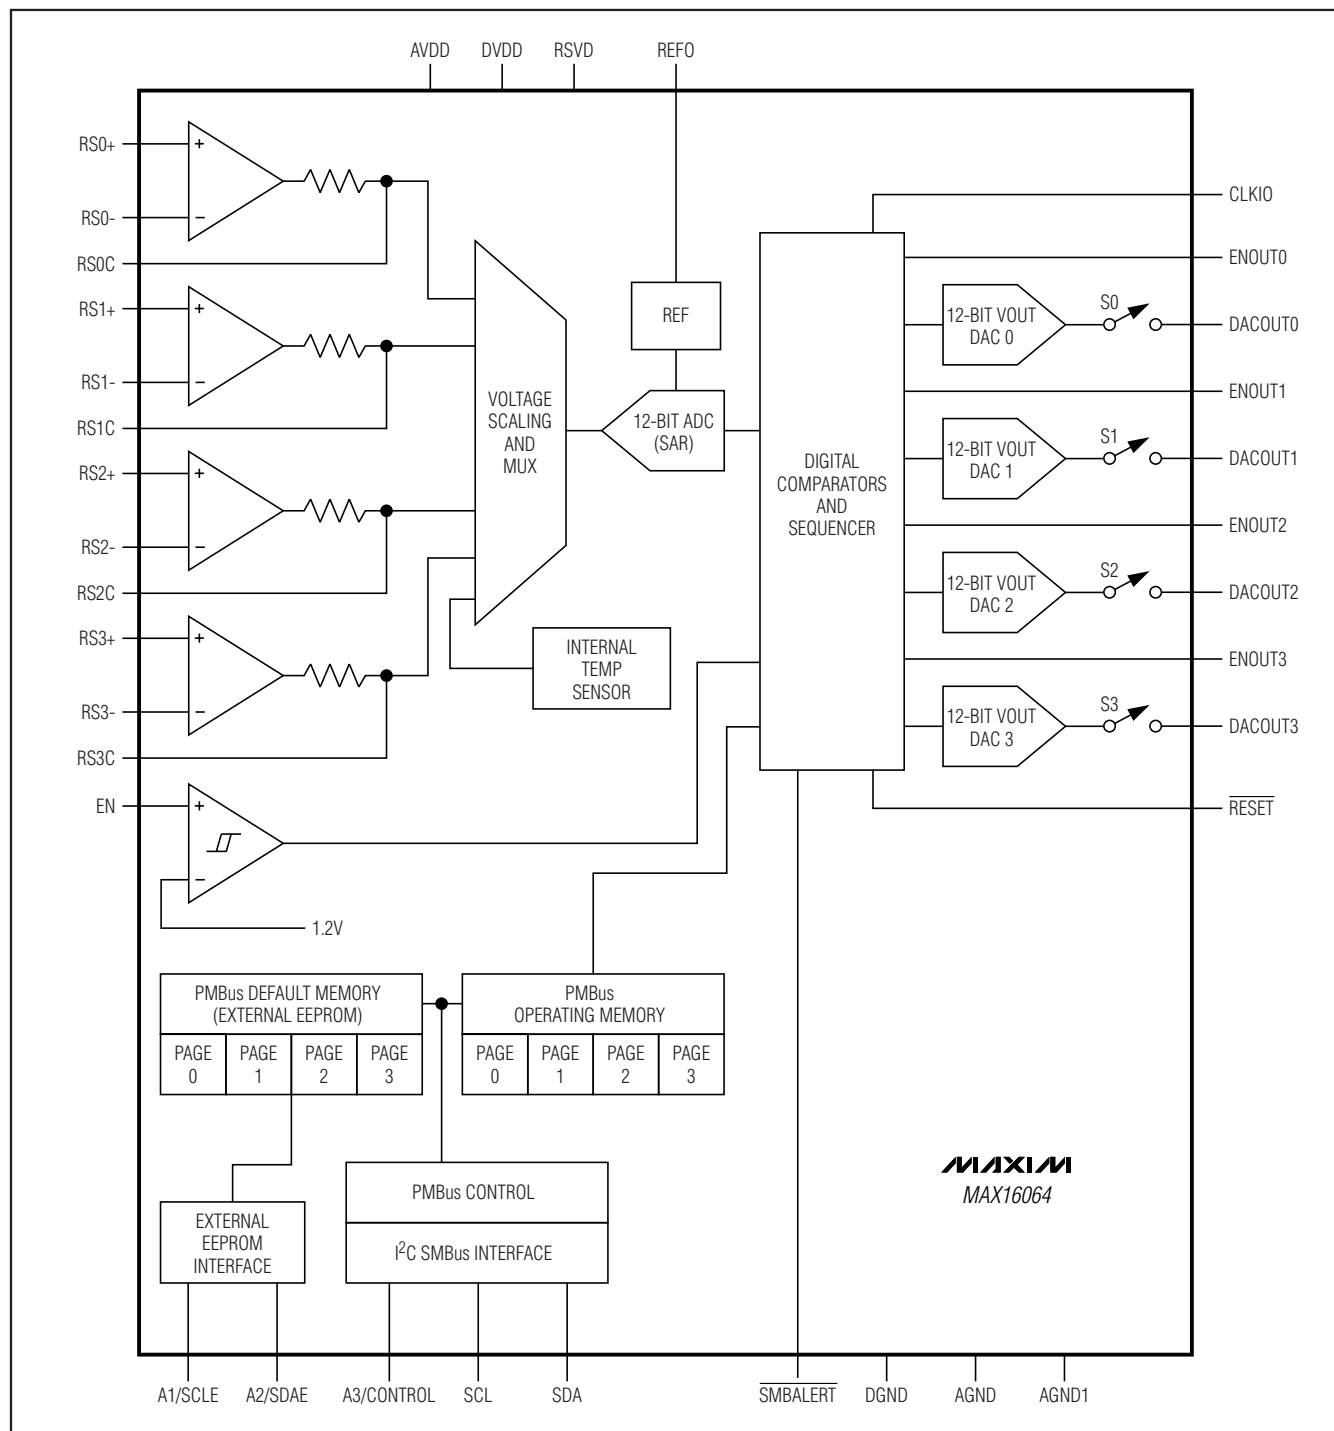 AVDD DVDD RSVD REFO
RS0+
+
RS0-
−
RS0C
RS1+
+
RS1-
−
RS1C
RS2+
+
RS2-
−
RS2C
RS3+
+
RS3-
−
RS3C
EN
+
−
1.2V
VOLTAGE
SCALING
AND
MUX
INTERNAL
TEMP
SENSOR
REF
12-BIT ADC
(SAR)
DIGITAL
COMPARATORS
AND
SEQUENCER
CLKIO
ENOUT0
12-BIT VOUT
DAC 0
S0
DACOUT0
ENOUT1
12-BIT VOUT
DAC 1
S1
DACOUT1
ENOUT2
12-BIT VOUT
DAC 2
S2
DACOUT2
ENOUT3
12-BIT VOUT
DAC 3
S3
DACOUT3
RESET
PMBus DEFAULT MEMORY
(EXTERNAL EEPROM)
PAGE
0
PAGE
1
PAGE
2
PAGE
3
PMBus
OPERATING MEMORY
PAGE
0
PAGE
1
PAGE
2
PAGE
3
EXTERNAL
EEPROM
INTERFACE
PMBus CONTROL
I²C SMBus INTERFACE
MAXIM
MAX16064
A1/SCLE A2/SDAE A3/CONTROL SCL SDA SMBALERT DGND AGND AGND1